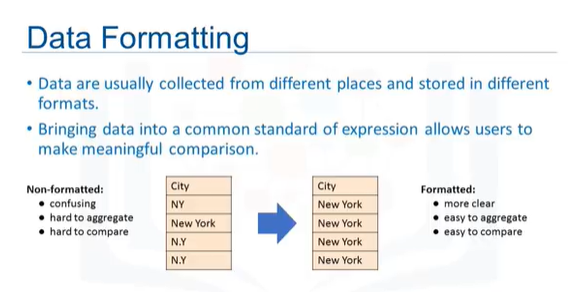 Data Formatting
• Data are usually collected from different places and stored in different
formats.
• Bringing data into a common standard of expression allows users to
make meaningful comparison.
Non-formatted:
• confusing
• hard to aggregate
• hard to compare
City
NY
New York
N.Y
N.Y
City
New York
New York
New York
New York
Formatted:
• more clear
• easy to aggregate
• easy to compare